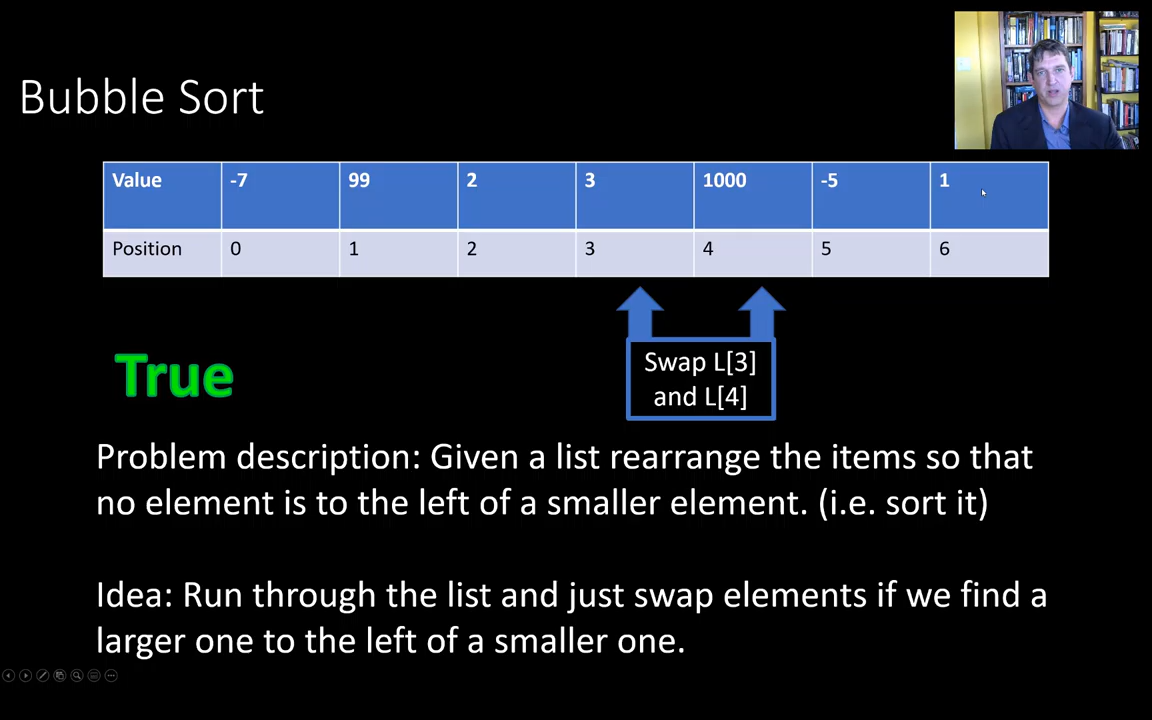 Bubble Sort
Value -7 99 2 3 1000 -5 1
Position 0 1 2 3 4 5 6
Swap L[3]
and L[4]
True
Problem description: Given a list rearrange the items so that
no element is to the left of a smaller element. (i.e. sort it)
Idea: Run through the list and just swap elements if we find a
larger one to the left of a smaller one.